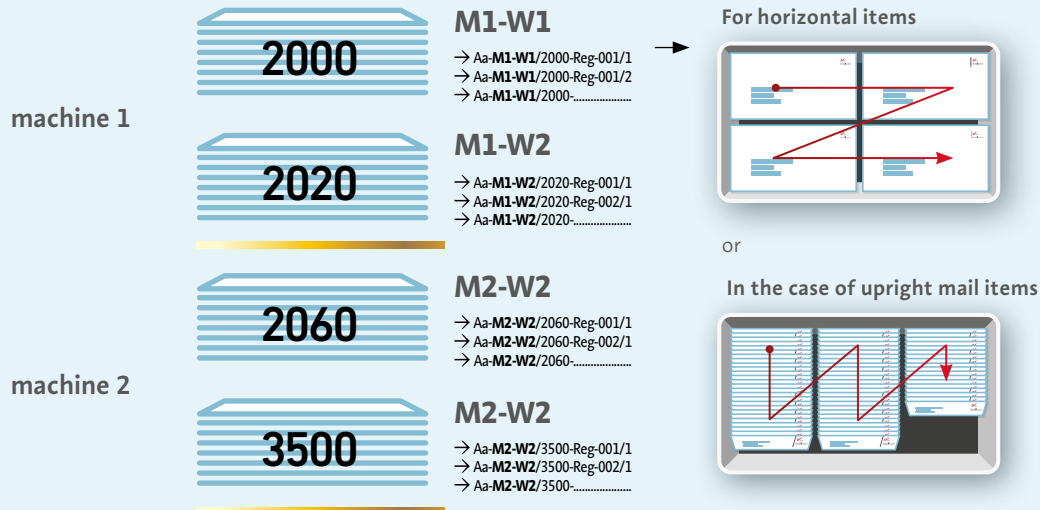 machine 1
2000
M1-W1
→ Aa-M1-W1/2000-Reg-001/1
→ Aa-M1-W1/2000-Reg-001/2
→ Aa-M1-W1/2000-.....................
2020
M1-W2
→ Aa-M1-W2/2020-Reg-001/1
→ Aa-M1-W2/2020-Reg-002/1
→ Aa-M1-W2/2020-.....................
machine 2
2060
M2-W2
→ Aa-M2-W2/2060-Reg-001/1
→ Aa-M2-W2/2060-Reg-002/1
→ Aa-M2-W2/2060-.....................
3500
M2-W2
→ Aa-M2-W2/3500-Reg-001/1
→ Aa-M2-W2/3500-Reg-002/1
→ Aa-M2-W2/3500-.....................
For horizontal items
or
In the case of upright mail items